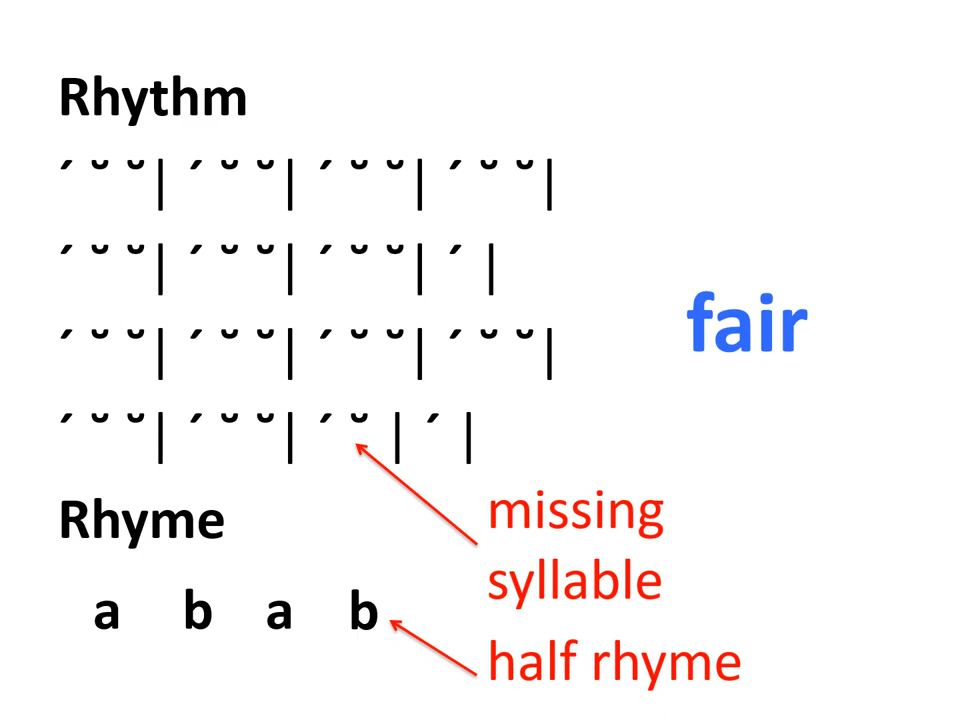 Rhythm
ˊ ˘ ˘| ˊ ˘ ˘| ˊ ˘ ˘| ˊ ˘ ˘|
ˊ ˘ ˘| ˊ ˘ ˘| ˊ ˘ ˘| ˊ |
fair
ˊ ˘ ˘| ˊ ˘ ˘| ˊ ˘ ˘| ˊ ˘ ˘|
ˊ ˘ ˘| ˊ ˘ ˘| ˊ ˘ | ˊ |
missing
syllable
Rhyme
a b a b
half rhyme